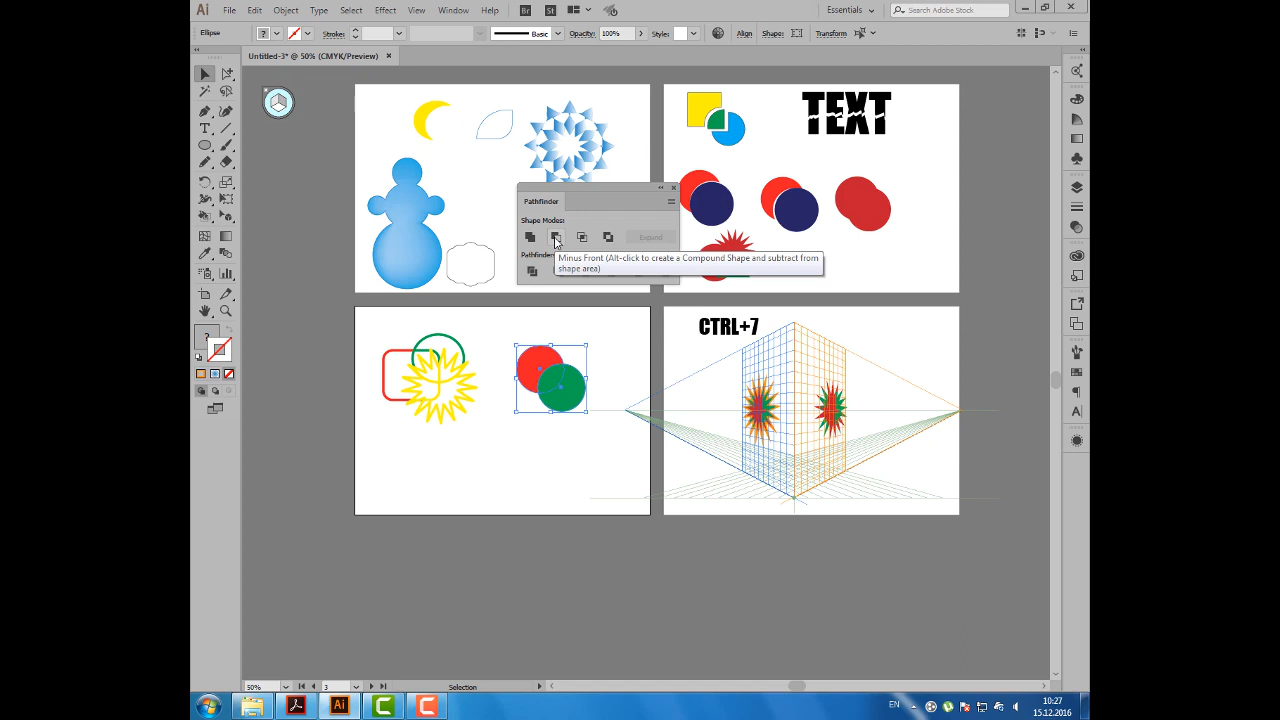 Ai File Edit Object Type Select Effect View Window Help Br St Essentials Search Adobe Stock
Ellipse ? Stroke: Basic Opacity: 100% Style: Align Shape: Transform
Untitled-3* @ 50% (CMYK/Preview) ×
TEXT
Pathfinder
Shape Modes:
Expand
Pathfinders
Minus Front (Alt-click to create a Compound Shape and subtract from
shape area)
CTRL+7
?
50% 3 Selection
Ai EN 10:27
15.12.2016